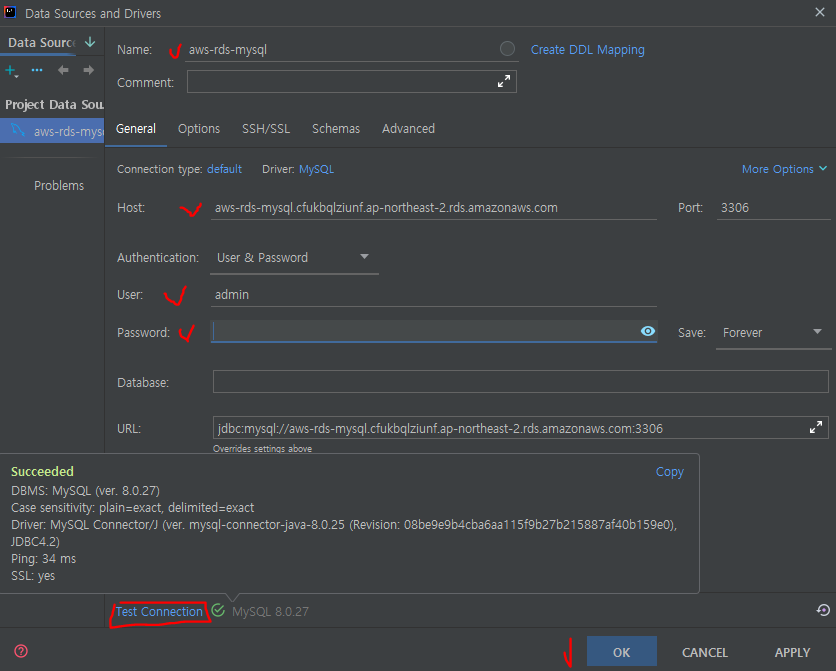 Data Sources and Drivers
Data Sourc
Name: aws-rds-mysql Create DDL Mapping
Comment:
Project Data Sou
aws-rds-mys
Problems
General Options SSH/SSL Schemas Advanced
Connection type: default Driver: MySQL More Options
Host: aws-rds-mysql.cfukbqlziunf.ap-northeast-2.rds.amazonaws.com Port: 3306
Authentication: User & Password
User: admin
Password: Save: Forever
Database:
URL: jdbc:mysql://aws-rds-mysql.cfukbqlziunf.ap-northeast-2.rds.amazonaws.com:3306
Overrides settings above
Succeeded Copy
DBMS: MySQL (ver. 8.0.27)
Case sensitivity: plain=exact, delimited=exact
Driver: MySQL Connector/J (ver. mysql-connector-java-8.0.25 (Revision: 08be9e9b4cba6aa115f9b27b215887af40b159e0),
JDBC4.2)
Ping: 34 ms
SSL: yes
Test Connection MySQL 8.0.27
OK CANCEL APPLY